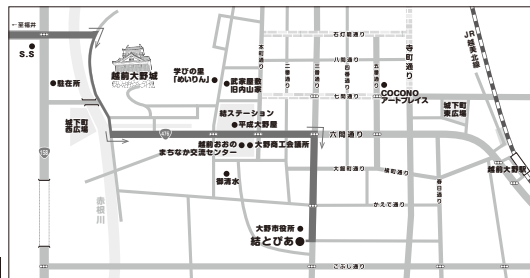 ←至福井
S.S
駐在所
越前大野城
学びの里
「めいりん」
武家屋敷
旧内山家
本町通り
二番通り
三番通り
四番通り
五番通り
寺町通り
石灯籠通り
八間通り
七間通り
COCONO
アートプレイス
JR越美北線
城下町
東広場
城下町
西広場
結ステーション
平成大野屋
476
六間通り
越前おおの
まちなか交流センター
大野商工会議所
越前大野駅
158
大鋸町通り
横町通り
春日通り
御清水
赤根川
かえで通り
大野市役所
結とぴあ
こぶし通り